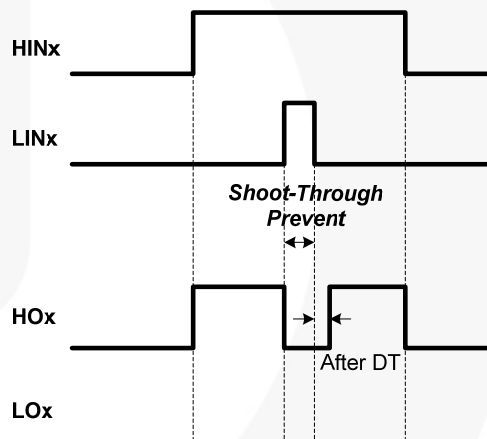 HINx
LINx
Shoot-Through
Prevent
HOx
After DT
LOx